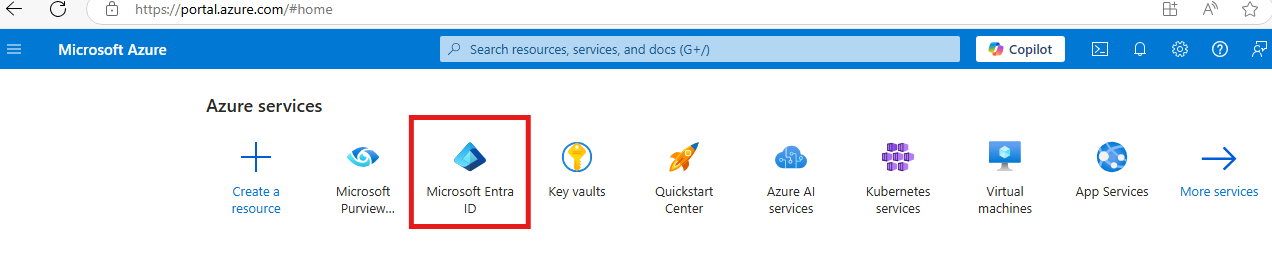 https://portal.azure.com/#home
Microsoft Azure
Search resources, services, and docs (G+/)
Copilot
Azure services
Create a
resource
Microsoft
Purview...
Microsoft Entra
ID
Key vaults
Quickstart
Center
Azure AI
services
Kubernetes
services
Virtual
machines
App Services
More services